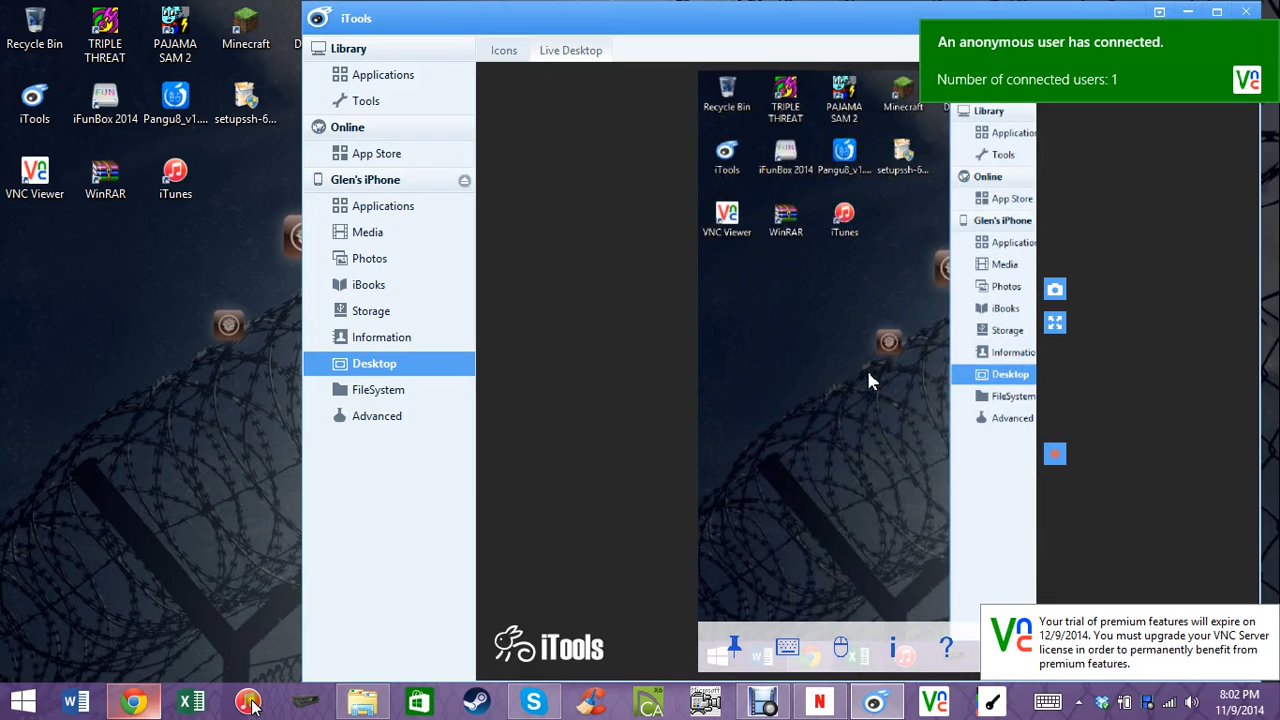 Recycle Bin
TRIPLE THREAT
PAJAMA SAM 2
Minecraft
iTools
iFunBox 2014
Pangu8_v1....
setupssh-6...
VNC Viewer
WinRAR
iTunes
iTools
Library
Applications
Tools
Online
App Store
Glen's iPhone
Applications
Media
Photos
iBooks
Storage
Information
Desktop
FileSystem
Advanced
Icons
Live Desktop
Recycle Bin
TRIPLE THREAT
PAJAMA SAM 2
Minecraft
iTools
iFunBox 2014
Pangu8_v1....
setupssh-6...
VNC Viewer
WinRAR
iTunes
Library
Applicatio
Tools
Online
App Store
Glen's iPhone
Applicatio
Media
Photos
iBooks
Storage
Informatio
Desktop
FileSystem
Advanced
iTools
An anonymous user has connected.
Number of connected users: 1
Your trial of premium features will expire on
12/9/2014. You must upgrade your VNC Server
license in order to permanently benefit from
premium features.
8:02 PM
11/9/2014